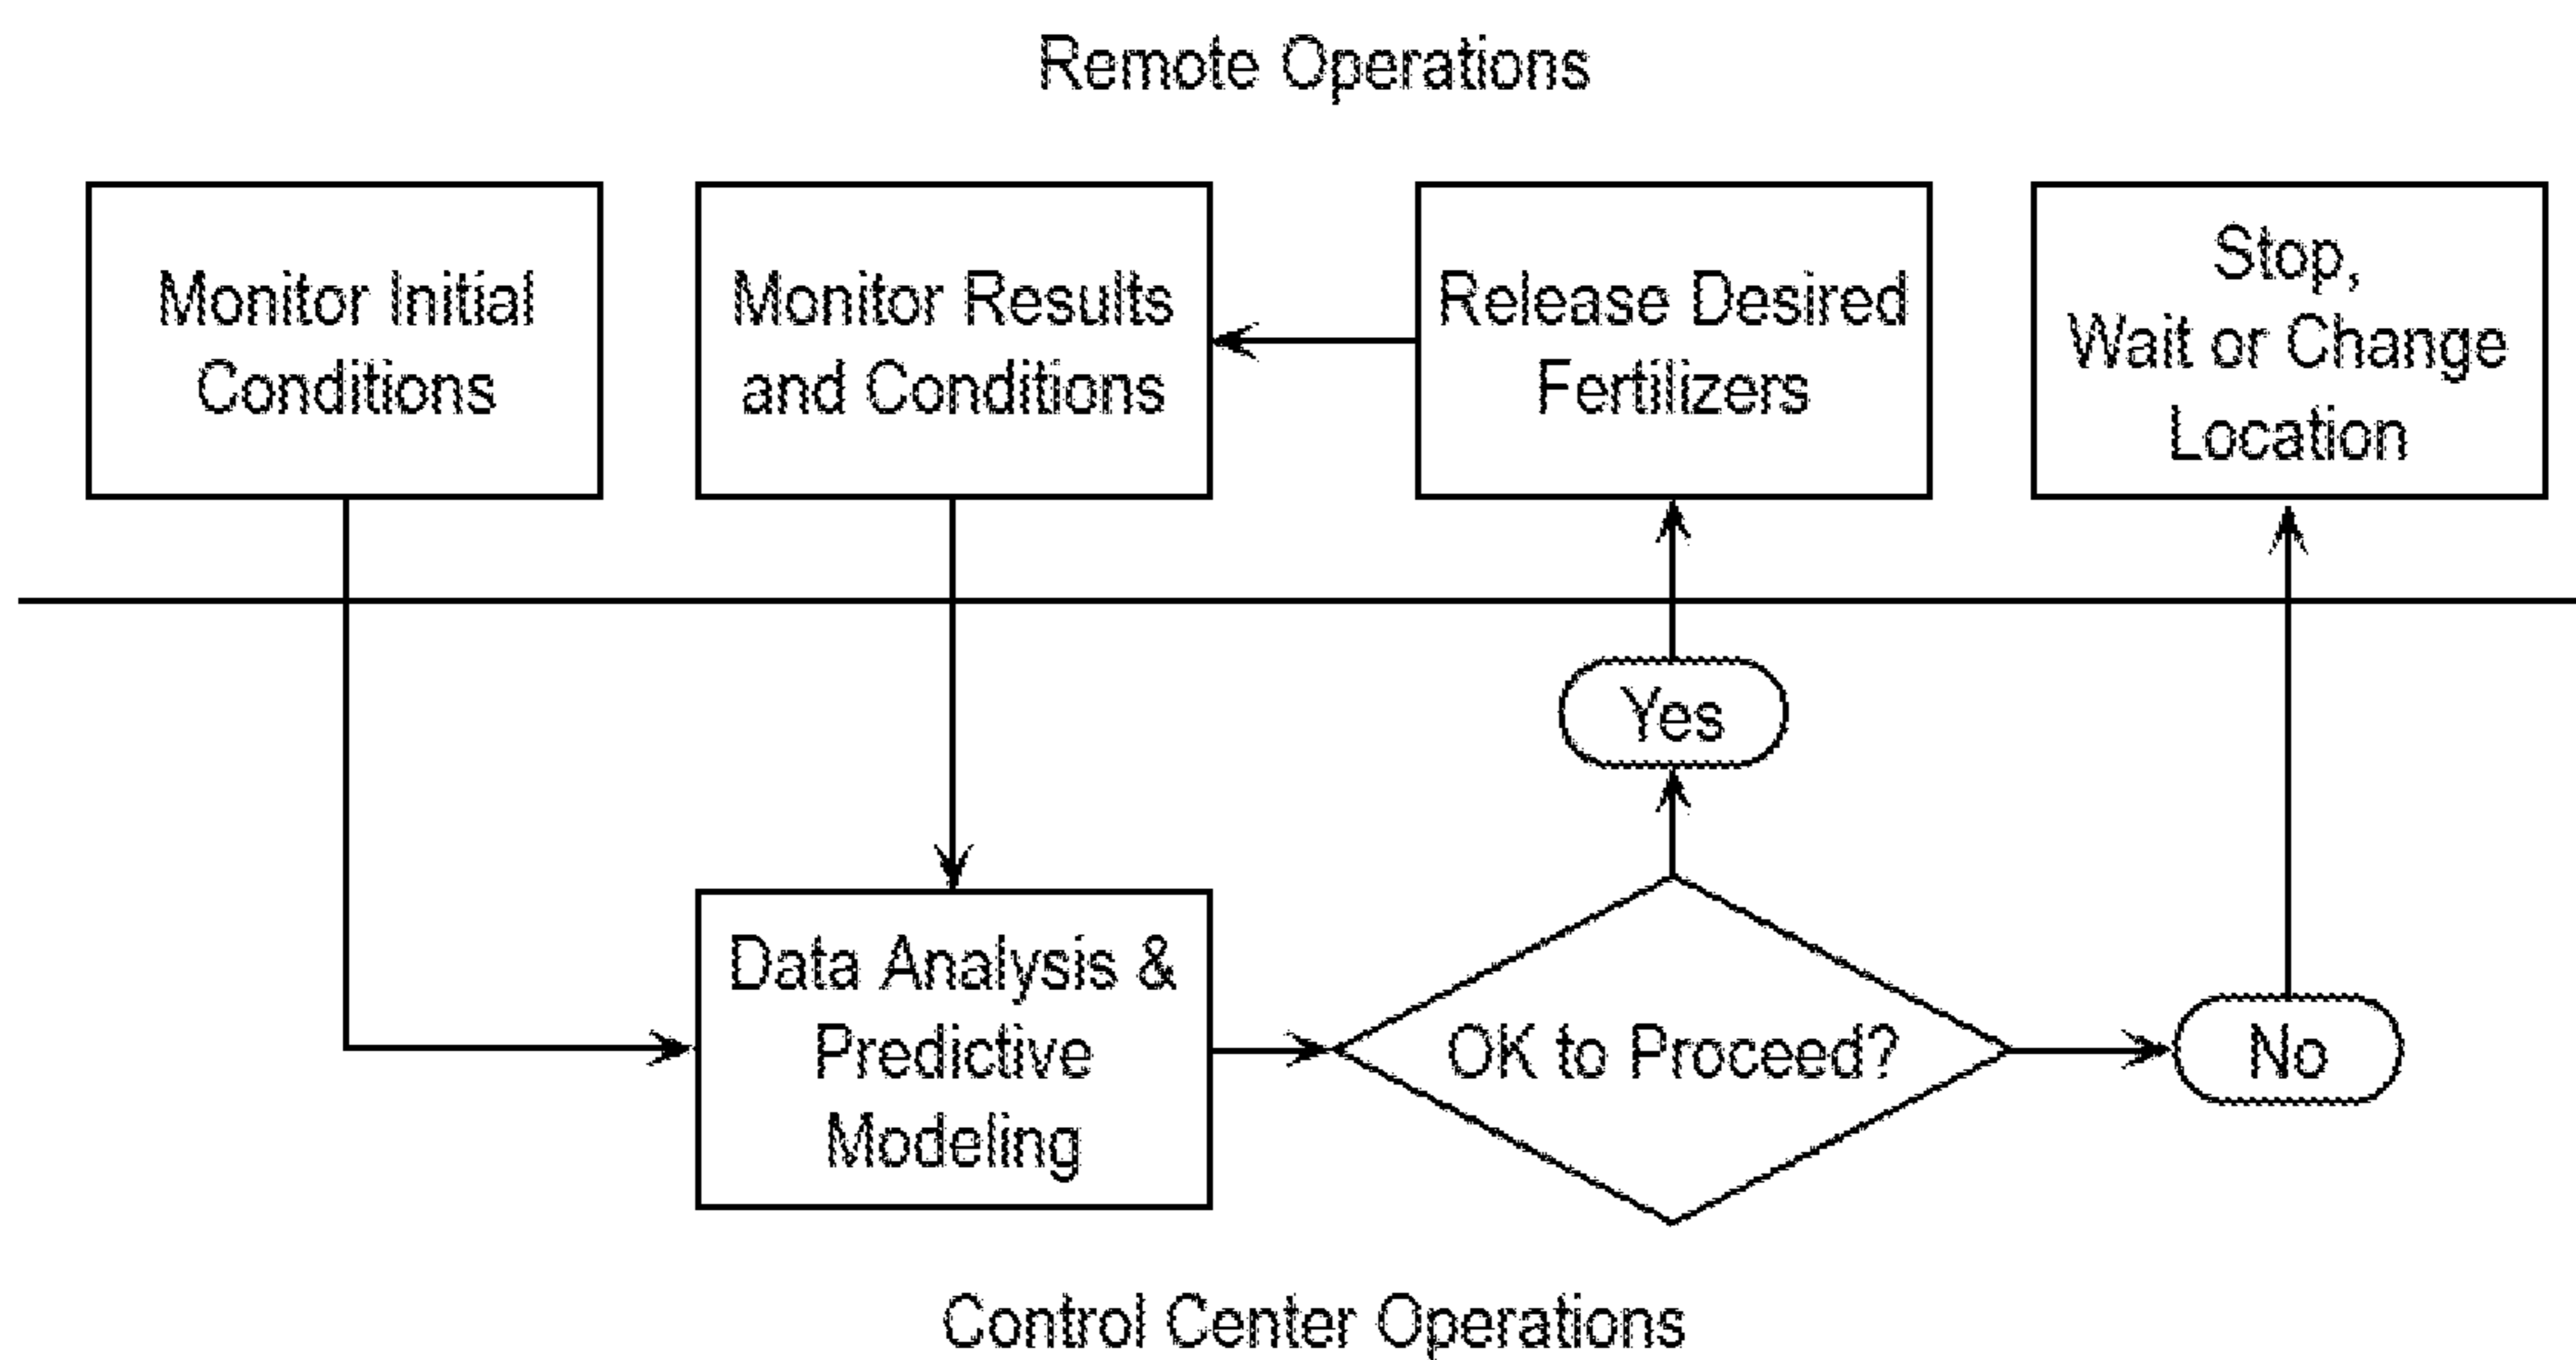 Remote Operations
Monitor Initial
Conditions
Monitor Results
and Conditions
Release Desired
Fertilizers
Stop,
Wait or Change
Location
Yes
Data Analysis &
Predictive
Modeling
OK to Proceed?
No
Control Center Operations